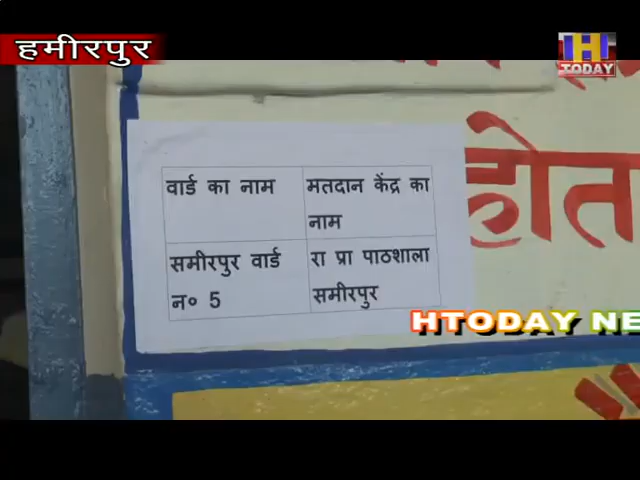 हमीरपुर
H
TODAY
वार्ड का नाम
मतदान केंद्र का
नाम
समीरपुर वार्ड
न० 5
रा प्रा पाठशाला
समीरपुर
होत
HTODAY NE